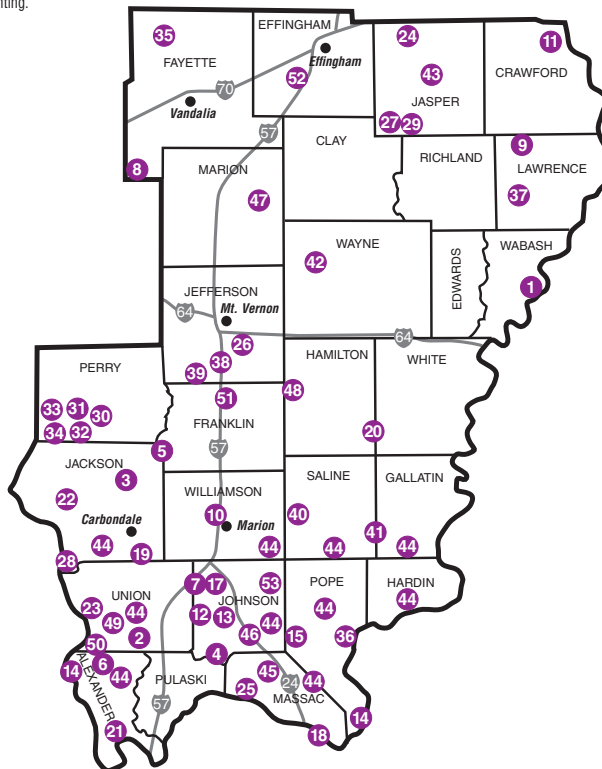 nting.
EFFINGHAM
35
24
11
FAYETTE
Effingham
CRAWFORD
52
43
70
JASPER
Vandalia
27
29
57
CLAY
9
RICHLAND
LAWRENCE
8
MARION
37
47
WAYNE
WABASH
42
EDWARDS
1
JEFFERSON
64
Mt. Vernon
64
26
HAMILTON
WHITE
PERRY
38
39
48
51
33
31
30
FRANKLIN
34
32
20
5
57
JACKSON
SALINE
GALLATIN
3
WILLIAMSON
22
10
40
Carbondale
Marion
41
44
19
44
44
44
28
7
17
53
POPE
HARDIN
UNION
JOHNSON
44
23
44
12
13
44
44
49
2
46
15
36
50
4
6
14
44
PULASKI
45
24
44
ALEXANDER
25
MASSAC
57
14
21
18